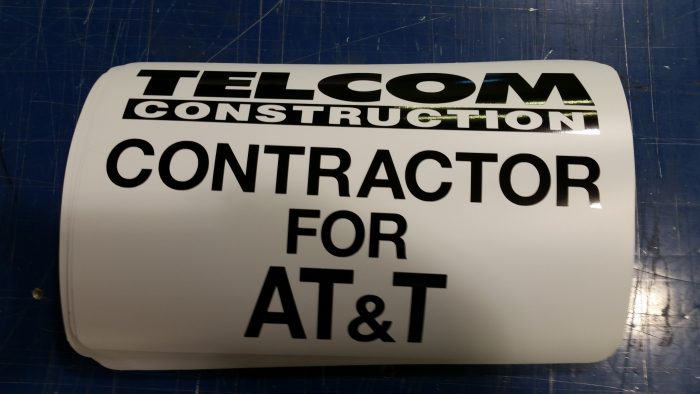 TELCOM
CONSTRUCTION
CONTRACTOR
FOR
AT&T